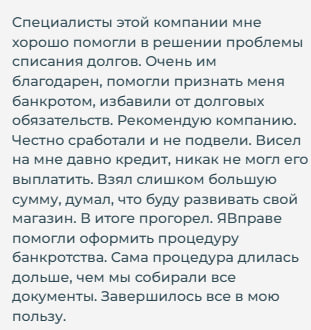 Специалисты этой компании мне
хорошо помогли в решении проблемы
списания долгов. Очень им
благодарен, помогли признать меня
банкротом, избавили от долговых
обязательств. Рекомендую компанию.
Честно сработали и не подвели. Висел
на мне давно кредит, никак не мог его
выплатить. Взял слишком большую
сумму, думал, что буду развивать свой
магазин. В итоге прогорел. ЯВправе
помогли оформить процедуру
банкротства. Сама процедура длилась
дольше, чем мы собирали все
документы. Завершилось все в мою
пользу.